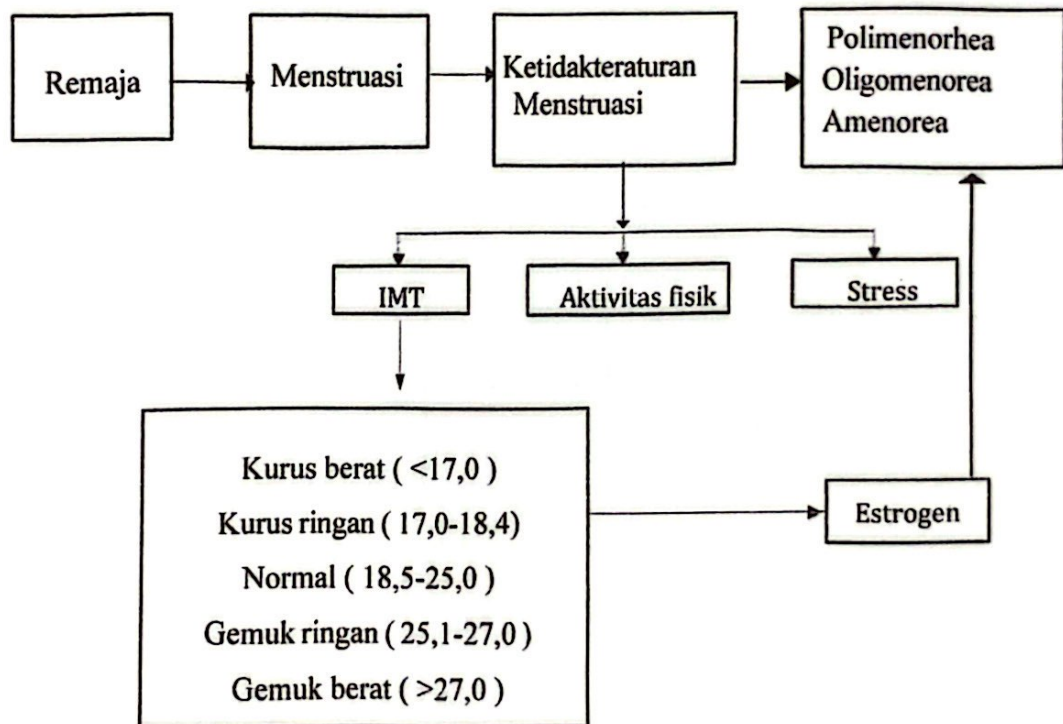 Remaja
Menstruasi
Ketidakteraturan
Menstruasi
Polimenorhea
Oligomenorea
Amenorea
IMT
Aktivitas fisik
Stress
Kurus berat ( <17,0 )
Kurus ringan ( 17,0-18,4)
Normal ( 18,5-25,0 )
Gemuk ringan ( 25,1-27,0 )
Gemuk berat ( >27,0 )
Estrogen